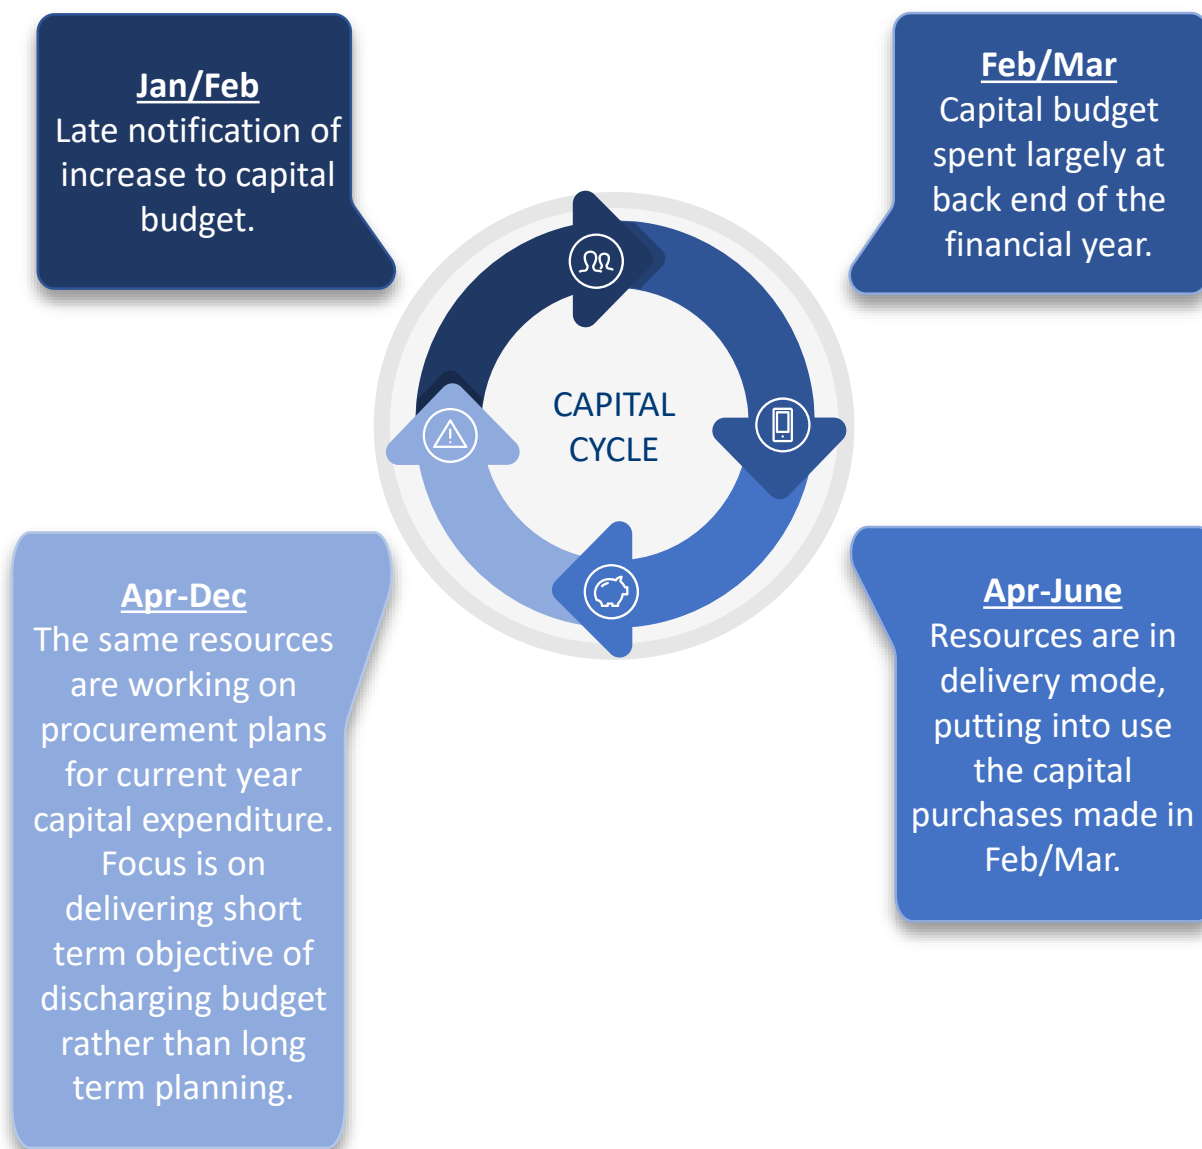 Jan/Feb
Late notification of
increase to capital
budget.
Feb/Mar
Capital budget
spent largely at
back end of the
financial year.
CAPITAL
CYCLE
Apr-Dec
The same resources
are working on
procurement plans
for current year
capital expenditure.
Focus is on
delivering short
term objective of
discharging budget
rather than long
term planning.
Apr-June
Resources are in
delivery mode,
putting into use
the capital
purchases made in
Feb/Mar.